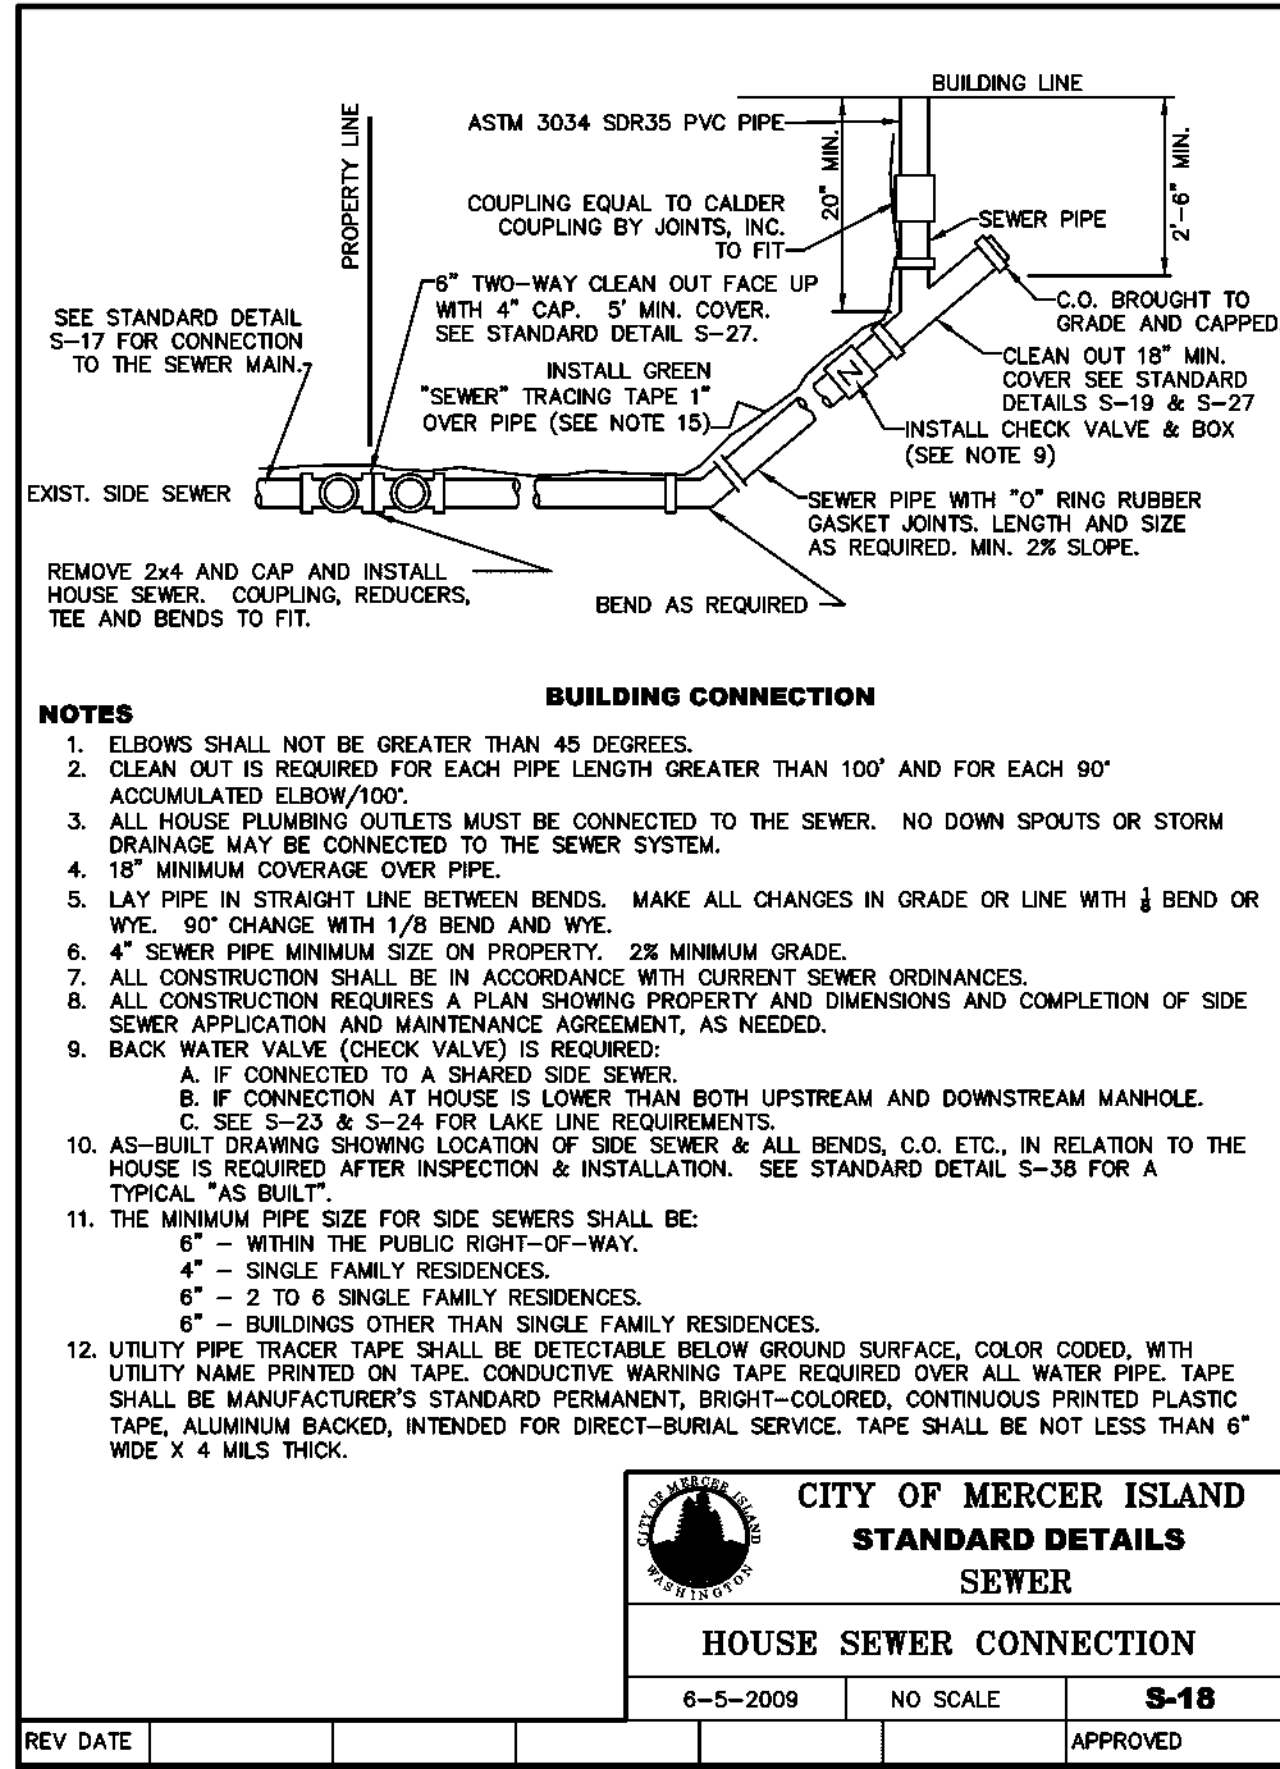 BUILDING LINE
PROPERTY LINE
ASTM 3034 SDR35 PVC PIPE
20" MIN.
2'-6" MIN.
COUPLING EQUAL TO CALDER
COUPLING BY JOINTS, INC.
TO FIT
SEWER PIPE
6" TWO-WAY CLEAN OUT FACE UP
WITH 4" CAP. 5' MIN. COVER.
SEE STANDARD DETAIL S-27.
C.O. BROUGHT TO
GRADE AND CAPPED
SEE STANDARD DETAIL
S-17 FOR CONNECTION
TO THE SEWER MAIN.
CLEAN OUT 18" MIN.
COVER SEE STANDARD
DETAILS S-19 & S-27
INSTALL GREEN
"SEWER" TRACING TAPE 1"
OVER PIPE (SEE NOTE 15)
N
INSTALL CHECK VALVE & BOX
(SEE NOTE 9)
EXIST. SIDE SEWER
SEWER PIPE WITH "O" RING RUBBER
GASKET JOINTS. LENGTH AND SIZE
AS REQUIRED. MIN. 2% SLOPE.
REMOVE 2x4 AND CAP AND INSTALL
HOUSE SEWER. COUPLING, REDUCERS,
TEE AND BENDS TO FIT.
BEND AS REQUIRED
BUILDING CONNECTION
NOTES
1. ELBOWS SHALL NOT BE GREATER THAN 45 DEGREES.
2. CLEAN OUT IS REQUIRED FOR EACH PIPE LENGTH GREATER THAN 100' AND FOR EACH 90°
ACCUMULATED ELBOW/100'.
3. ALL HOUSE PLUMBING OUTLETS MUST BE CONNECTED TO THE SEWER. NO DOWN SPOUTS OR STORM
DRAINAGE MAY BE CONNECTED TO THE SEWER SYSTEM.
4. 18" MINIMUM COVERAGE OVER PIPE.
5. LAY PIPE IN STRAIGHT LINE BETWEEN BENDS. MAKE ALL CHANGES IN GRADE OR LINE WITH ⅛ BEND OR
WYE. 90° CHANGE WITH 1/8 BEND AND WYE.
6. 4" SEWER PIPE MINIMUM SIZE ON PROPERTY. 2% MINIMUM GRADE.
7. ALL CONSTRUCTION SHALL BE IN ACCORDANCE WITH CURRENT SEWER ORDINANCES.
8. ALL CONSTRUCTION REQUIRES A PLAN SHOWING PROPERTY AND DIMENSIONS AND COMPLETION OF SIDE
SEWER APPLICATION AND MAINTENANCE AGREEMENT, AS NEEDED.
9. BACK WATER VALVE (CHECK VALVE) IS REQUIRED:
A. IF CONNECTED TO A SHARED SIDE SEWER.
B. IF CONNECTION AT HOUSE IS LOWER THAN BOTH UPSTREAM AND DOWNSTREAM MANHOLE.
C. SEE S-23 & S-24 FOR LAKE LINE REQUIREMENTS.
10. AS-BUILT DRAWING SHOWING LOCATION OF SIDE SEWER & ALL BENDS, C.O. ETC., IN RELATION TO THE
HOUSE IS REQUIRED AFTER INSPECTION & INSTALLATION. SEE STANDARD DETAIL S-38 FOR A
TYPICAL "AS BUILT".
11. THE MINIMUM PIPE SIZE FOR SIDE SEWERS SHALL BE:
6" - WITHIN THE PUBLIC RIGHT-OF-WAY.
4" - SINGLE FAMILY RESIDENCES.
6" - 2 TO 6 SINGLE FAMILY RESIDENCES.
6" - BUILDINGS OTHER THAN SINGLE FAMILY RESIDENCES.
12. UTILITY PIPE TRACER TAPE SHALL BE DETECTABLE BELOW GROUND SURFACE, COLOR CODED, WITH
UTILITY NAME PRINTED ON TAPE. CONDUCTIVE WARNING TAPE REQUIRED OVER ALL WATER PIPE. TAPE
SHALL BE MANUFACTURER'S STANDARD PERMANENT, BRIGHT-COLORED, CONTINUOUS PRINTED PLASTIC
TAPE, ALUMINUM BACKED, INTENDED FOR DIRECT-BURIAL SERVICE. TAPE SHALL BE NOT LESS THAN 6"
WIDE X 4 MILS THICK.
CITY OF MERCER ISLAND
WASHINGTON
CITY OF MERCER ISLAND
STANDARD DETAILS
SEWER
HOUSE SEWER CONNECTION
6-5-2009
NO SCALE
S-18
REV DATE
APPROVED